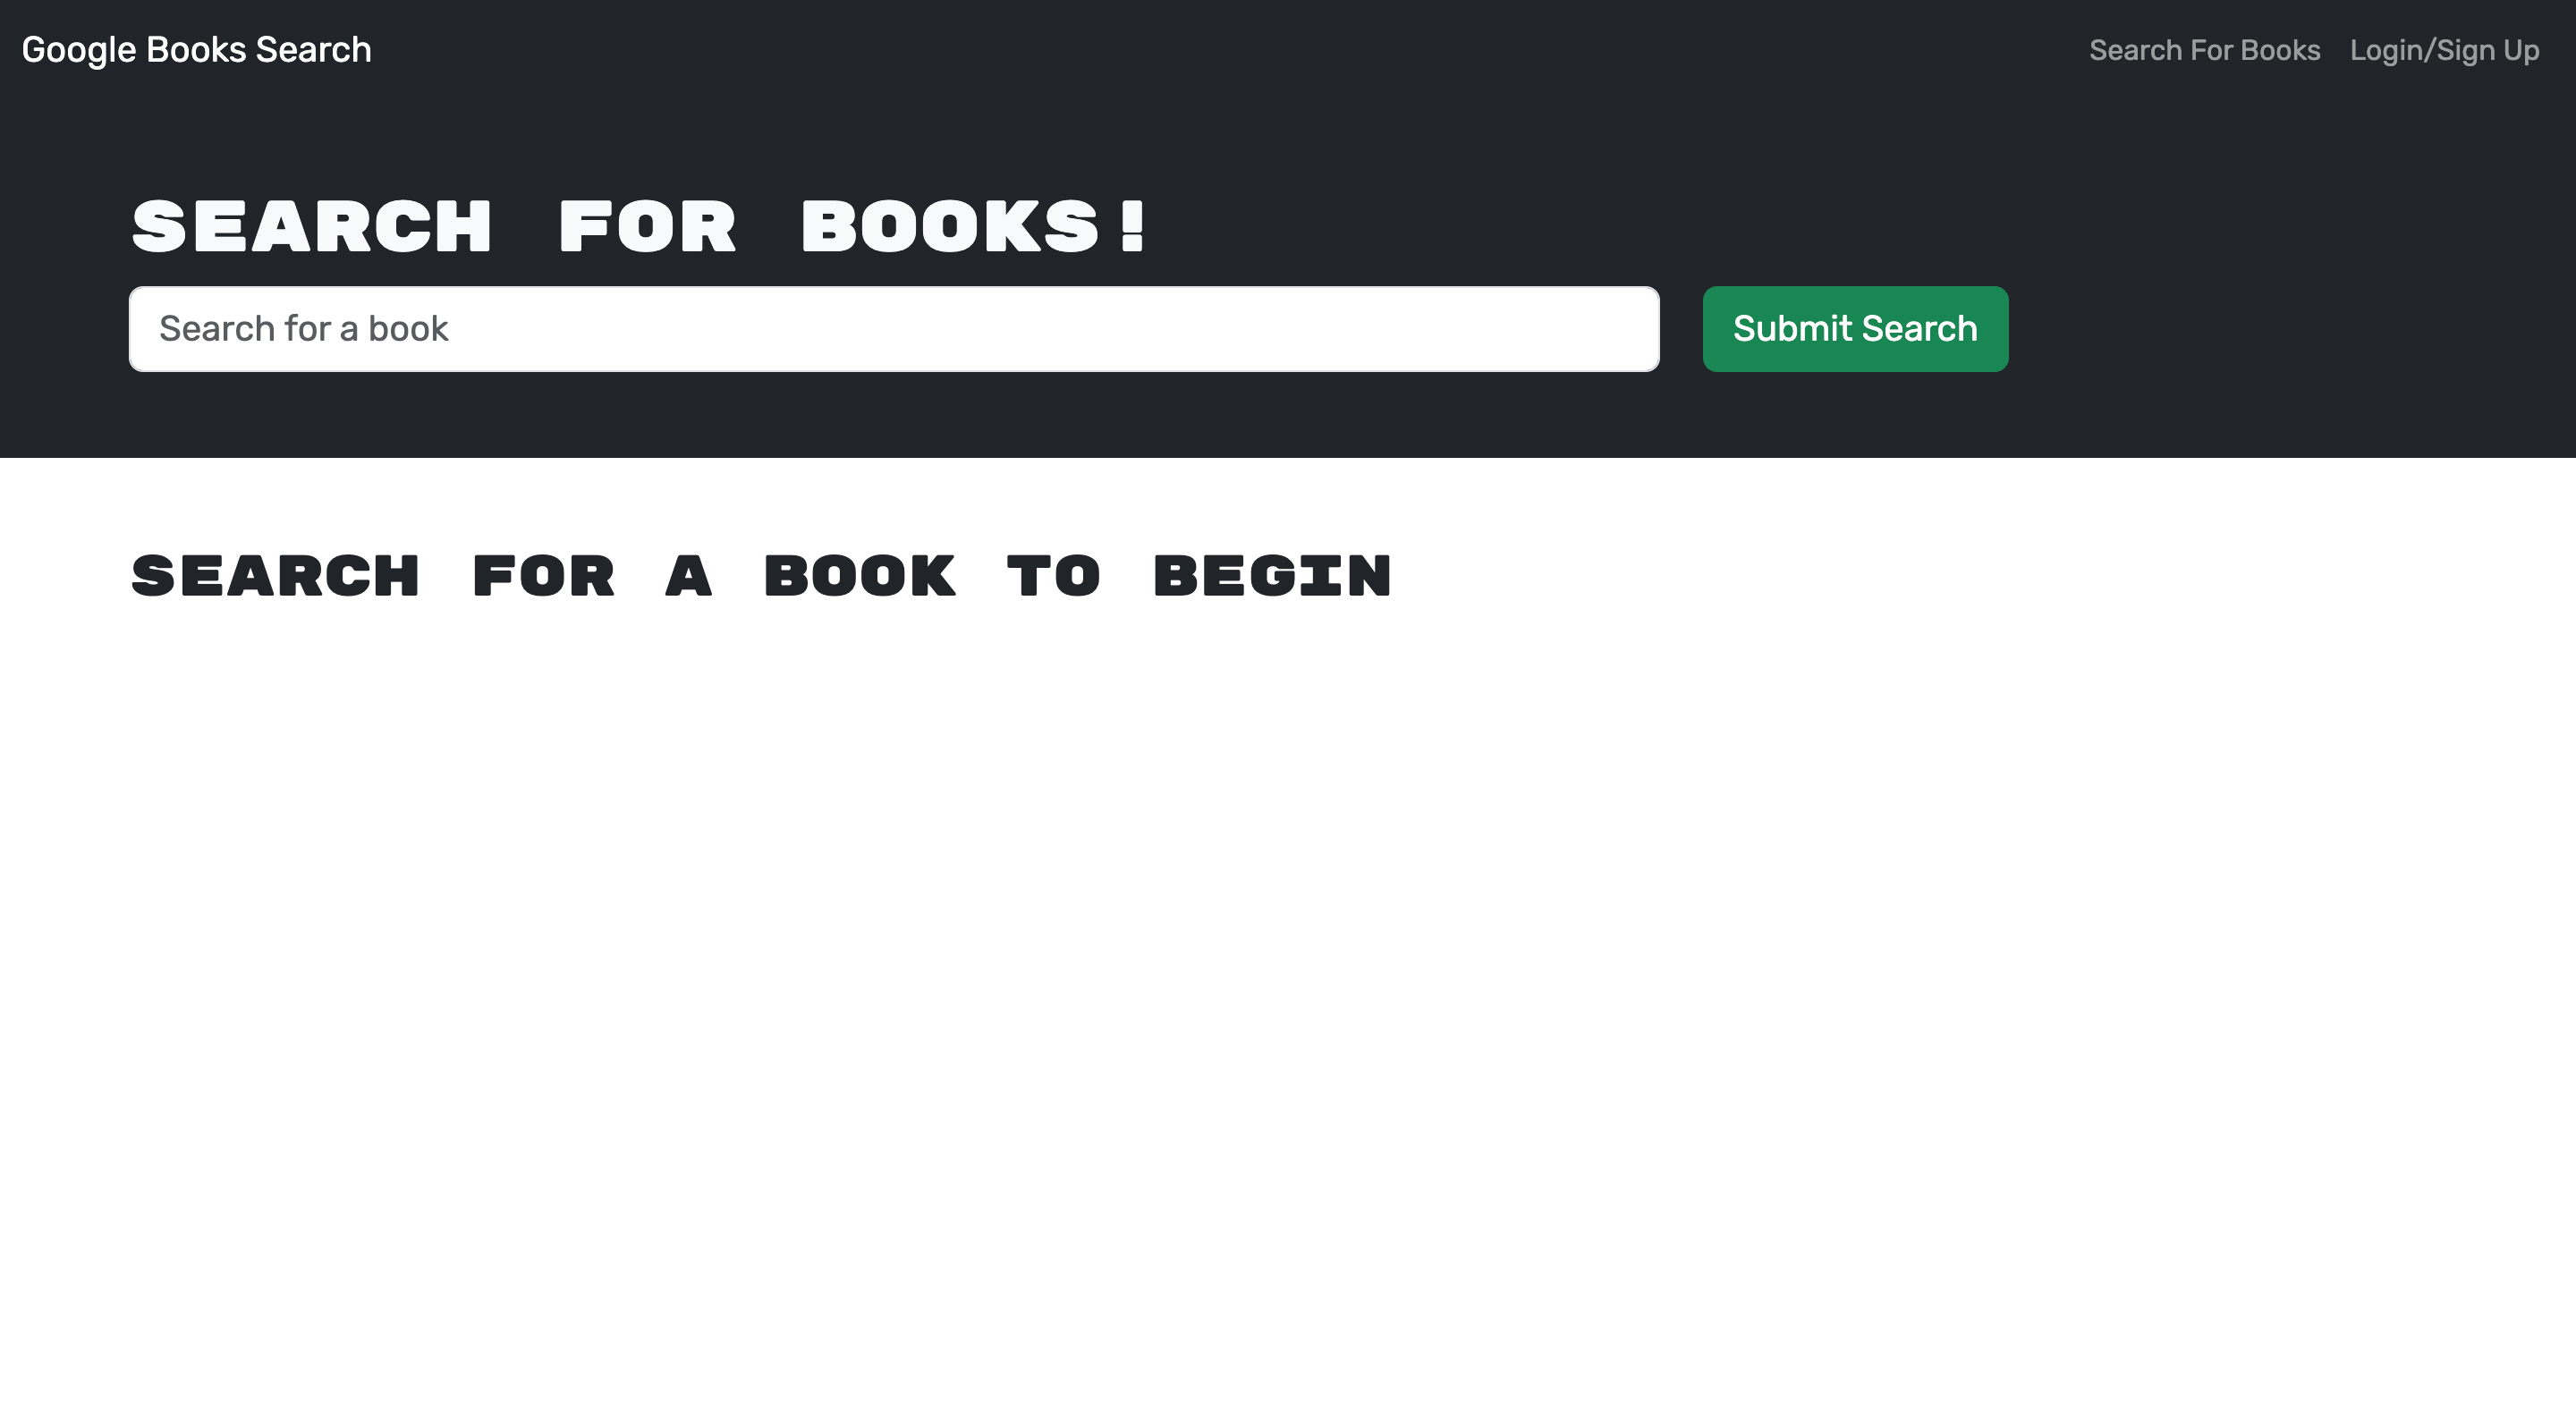 Google Books Search
Search For Books
Login/Sign Up
SEARCH FOR BOOKS!
Search for a book
Submit Search
SEARCH FOR A BOOK TO BEGIN